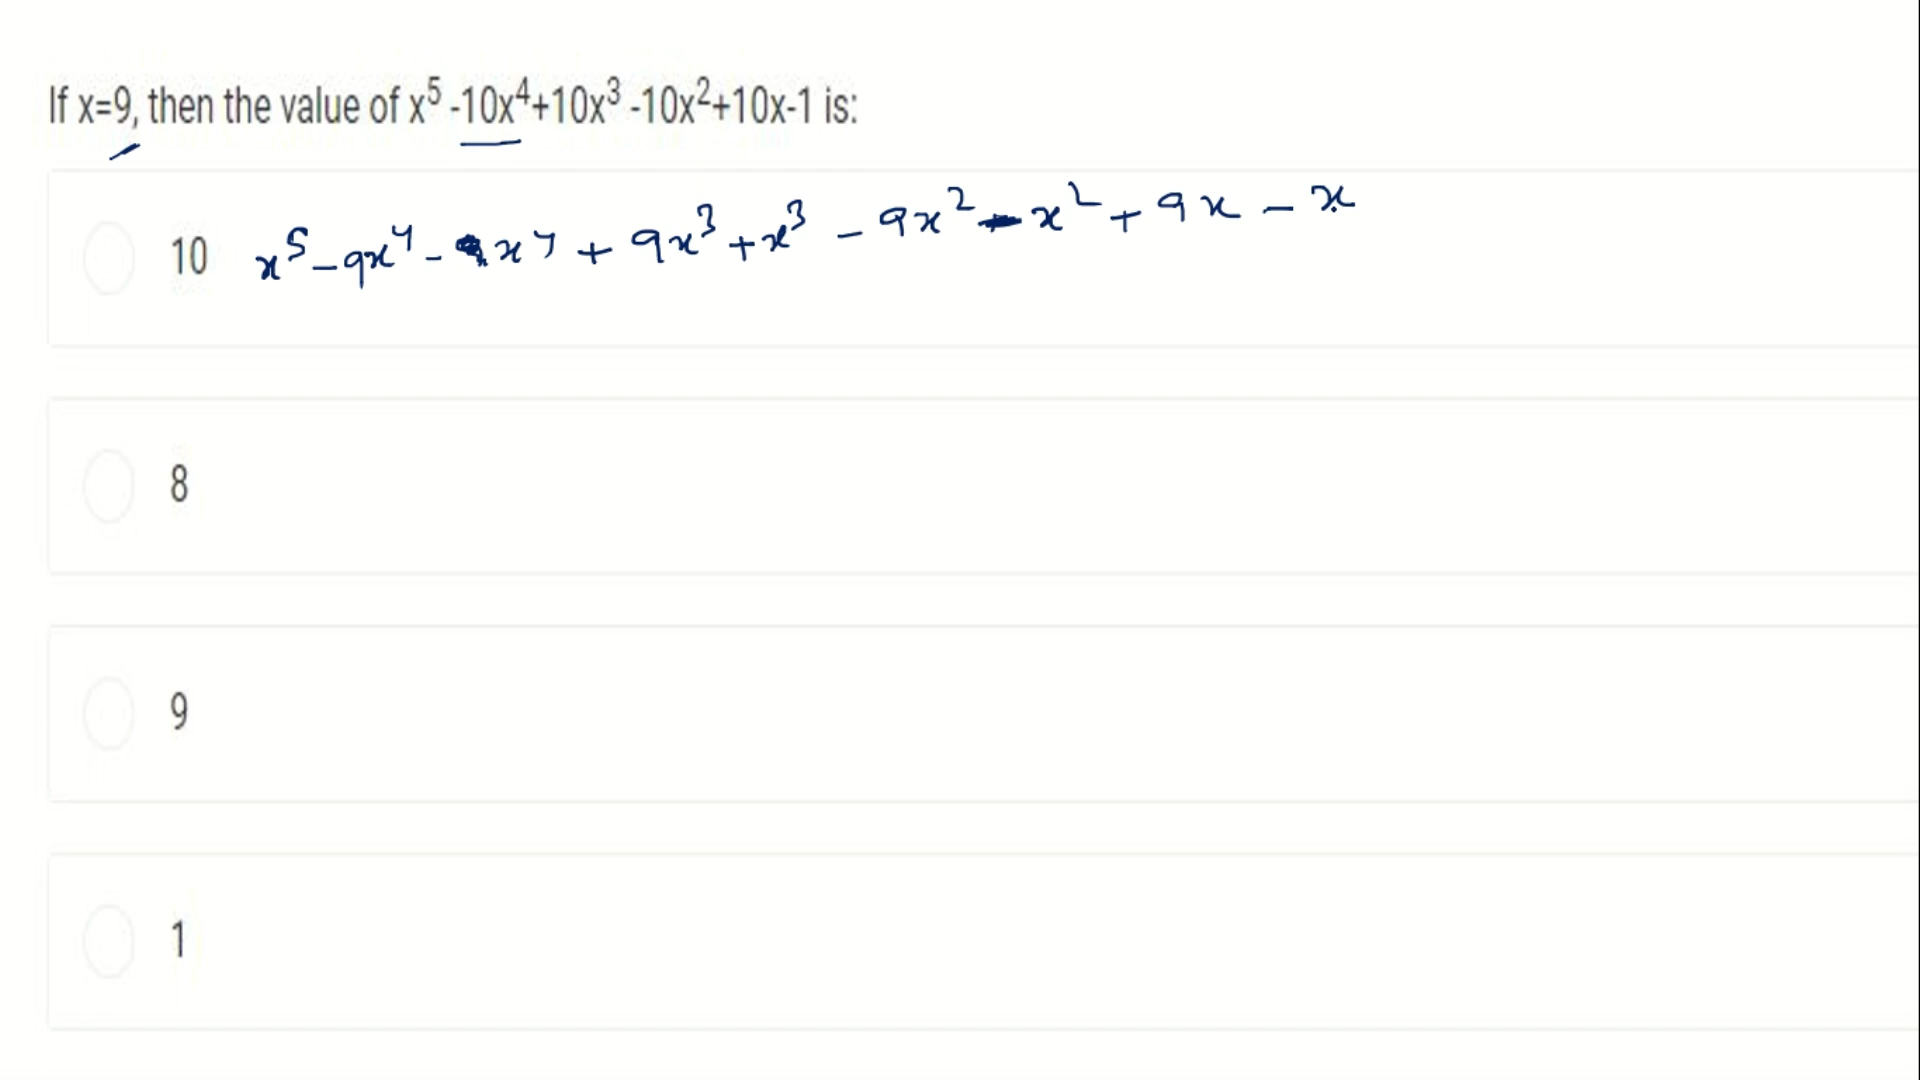 If x=9, then the value of x⁵ -10x⁴+10x³ -10x²+10x-1 is:
10 x⁵ - 9x⁴ - x⁴ + 9x³ + x³ - 9x² - x² + 9x - x
8
9
1